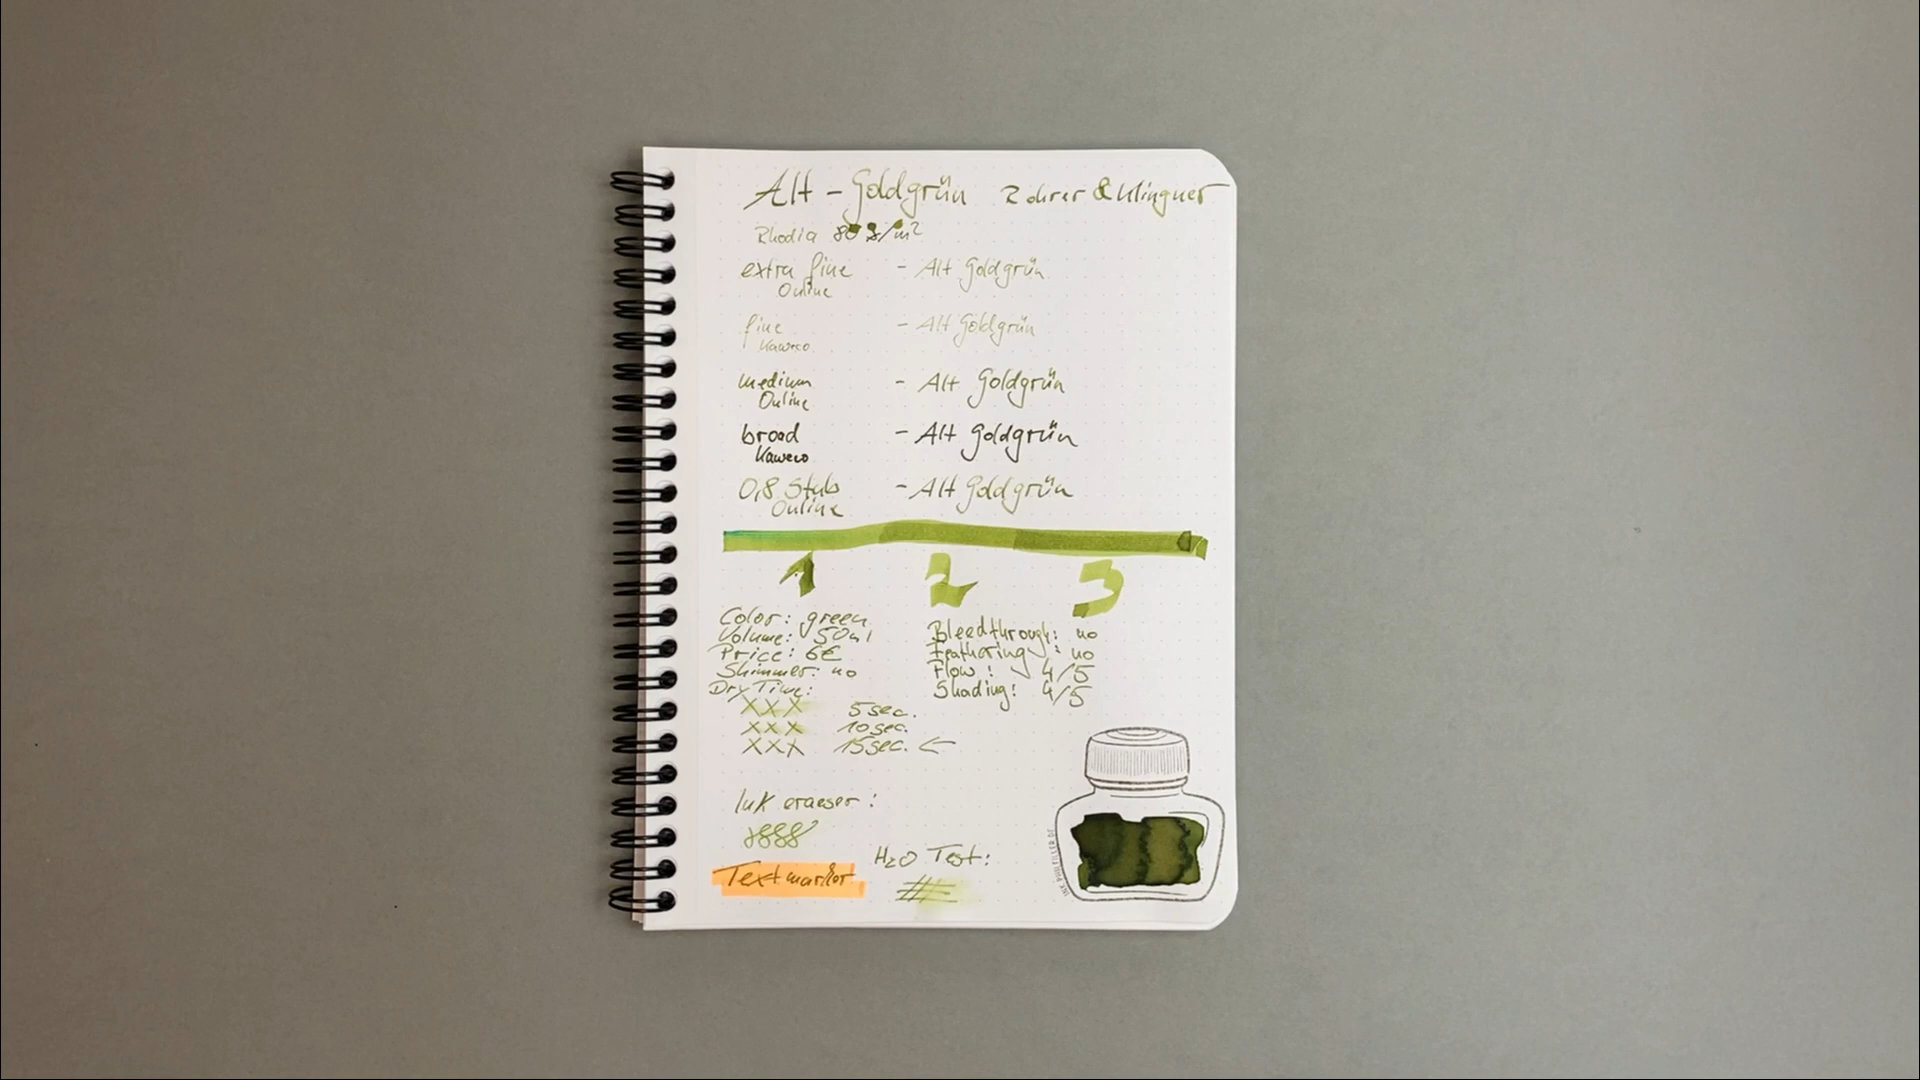 Alt - Goldgrün Rohrer & Klingner
Rhodia 80 g/m²
extra fine - Alt Goldgrün
Online
fine - Alt Goldgrün
Kaweco
medium - Alt Goldgrün
Online
broad - Alt Goldgrün
Kaweco
0,8 Stub - Alt Goldgrün
Online
1 2 3
Color: green
Volume: 50ml
Price: 6€
Shimmer: no
Dry Time:
XXX 5sec.
XXX 10sec.
XXX 15sec. ←
Bleedthrough: no
Feathering: no
Flow: 4/5
Shading: 4/5
Ink eraeser:
Textmarker
H2O Test: